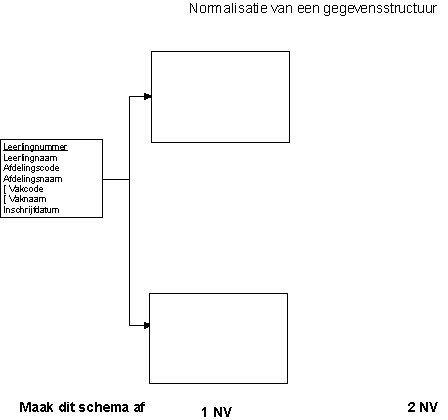 Normalisatie van een gegevensstructuur
Leerlingnummer
Leerlingnaam
Afdelingscode
Afdelingsnaam
[ Vakcode
[ Vaknaam
Inschrijfdatum
Maak dit schema af
1 NV
2 NV